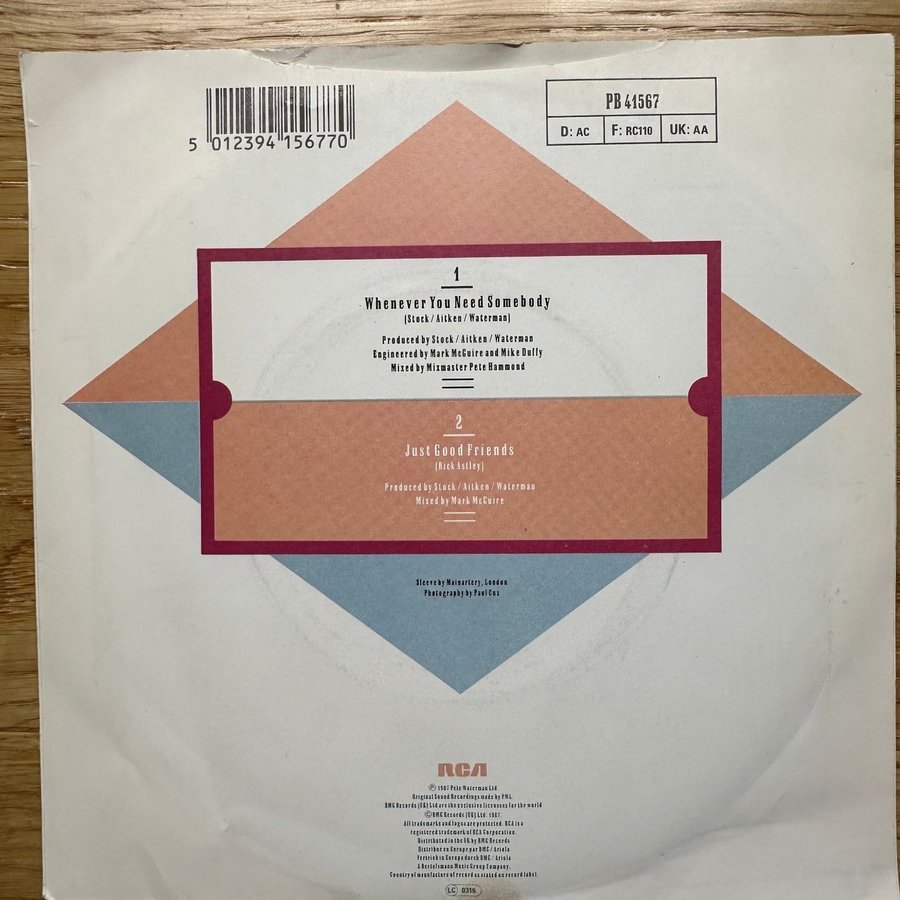 5 012394 156770
PB 41567
D: AC F: RC110 UK: AA
1
Whenever You Need Somebody
(Stock / Aitken / Waterman)
Produced by Stock / Aitken / Waterman
Engineered by Mark McGuire and Mike Duffy
Mixed by Mixmaster Pete Hammond
2
Just Good Friends
(Rick Astley)
Produced by Stock / Aitken / Waterman
Mixed by Mark McGuire
Sleeve by Mainartery, London
Photography by Paul Cox
RCA
Ⓟ 1987 Pete Waterman Ltd
Original Sound Recordings made by PWL
BMG Records (UK) Ltd are the exclusive licensees for the world
©BMG Records (UK) Ltd. 1987
All trademarks and logos are protected. RCA is a
registered trademark of RCA Corporation.
Distributed in the UK by BMG Records
Distribué en Europe par BMG / Ariola
Vertrieb in Europa durch BMG / Ariola
A Bertelsmann Music Group Company.
Country of manufacture of record as stated on record label.
LC 0316